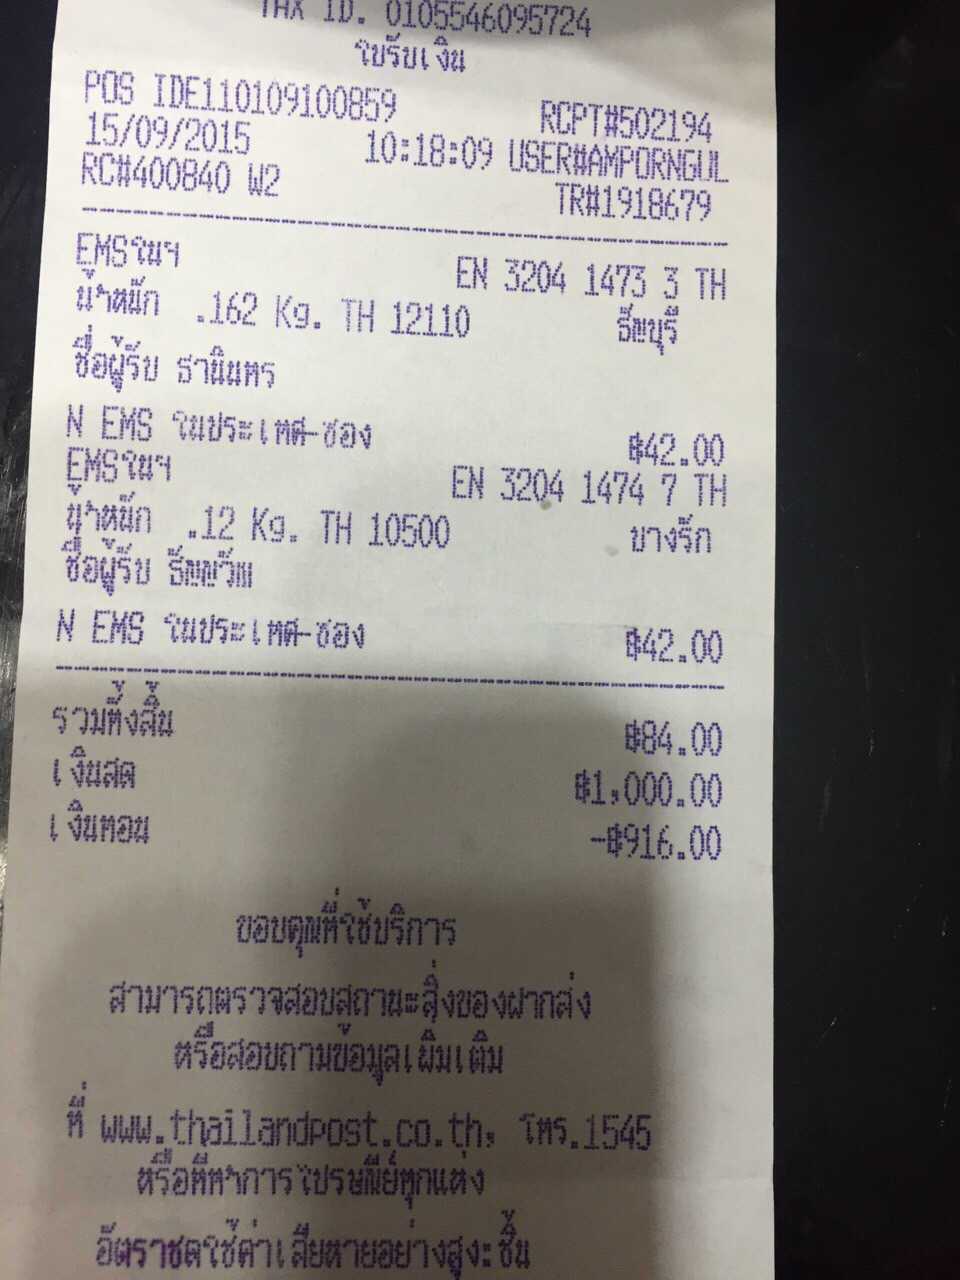 TAX ID. 0105546095724
ใบรับเงิน
POS IDE110109100859 RCPT#502194
15/09/2015 10:18:09 USER#AMPORNGUL
RC#400840 W2 TR#1918679
EMSในฯ EN 3204 1473 3 TH
น้ำหนัก .162 Kg. TH 12110 ธัญบุรี
ชื่อผู้รับ ธานินทร
N EMS ในประเทศ-ซอง ฿42.00
EMSในฯ EN 3204 1474 7 TH
น้ำหนัก .12 Kg. TH 10500 บางรัก
ชื่อผู้รับ ธัญญวัฒ
N EMS ในประเทศ-ซอง ฿42.00
รวมทั้งสิ้น ฿84.00
เงินสด ฿1,000.00
เงินทอน -฿916.00
ขอบคุณที่ใช้บริการ
สามารถตรวจสอบสถานะสิ่งของฝากส่ง
หรือสอบถามข้อมูลเพิ่มเติม
ที่ www.thailandpost.co.th, โทร.1545
หรือที่ทำการไปรษณีย์ทุกแห่ง